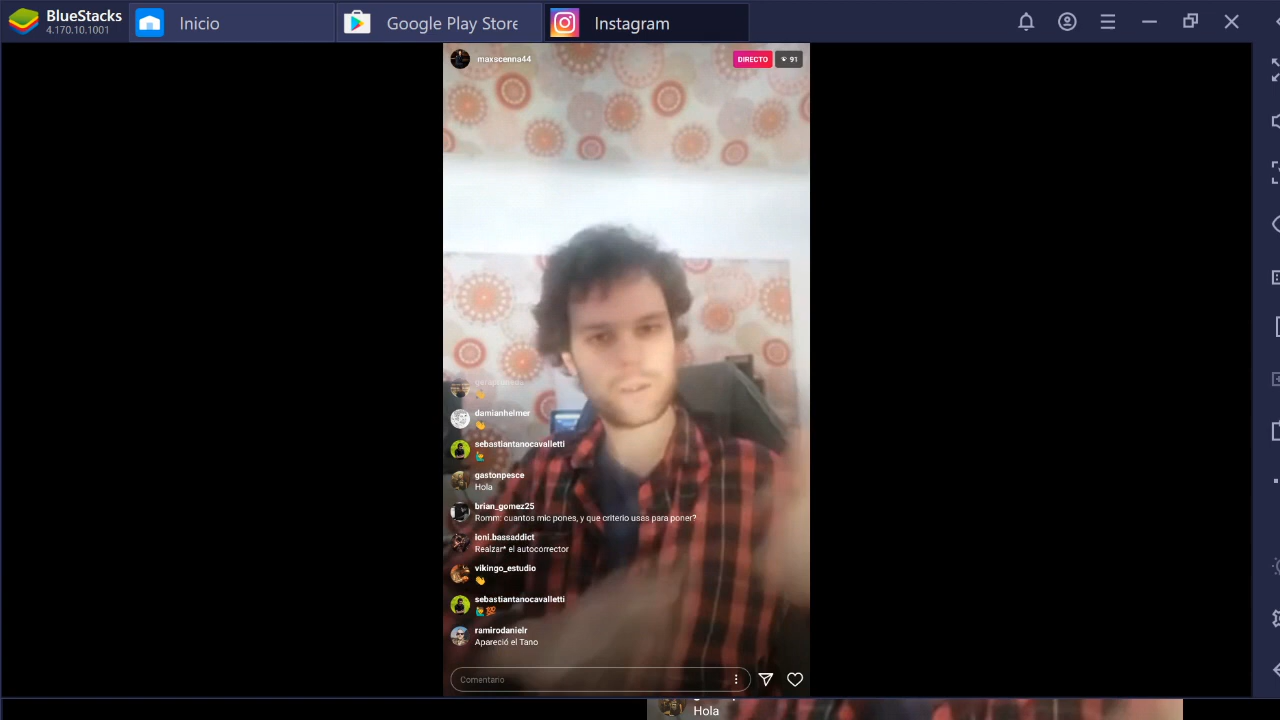 BlueStacks
4.170.10.1001
Inicio
Google Play Store
Instagram
maxscenna44
DIRECTO
91
damianhelmer
sebastiantanocavalletti
gastonpesce
Hola
brian_gomez25
Romm: cuantos mic pones, y que criterio usas para poner?
ioni.bassaddict
Realzar* el autocorrector
vikingo_estudio
sebastiantanocavalletti
ramirodanielr
Apareció el Tano
Comentario
Hola